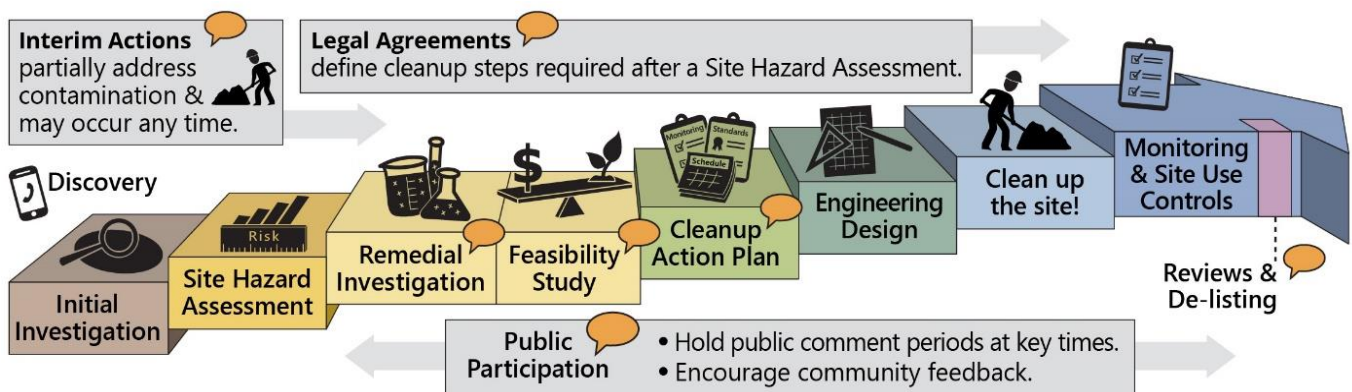 Interim Actions
partially address
contamination &
may occur any time.
Legal Agreements
define cleanup steps required after a Site Hazard Assessment.
Discovery
Initial
Investigation
Risk
Site Hazard
Assessment
Remedial
Investigation
Feasibility
Study
$
Monitoring
Standards
Schedule
Cleanup
Action Plan
Engineering
Design
Clean up
the site!
Monitoring
& Site Use
Controls
Reviews &
De-listing
Public
Participation
• Hold public comment periods at key times.
• Encourage community feedback.